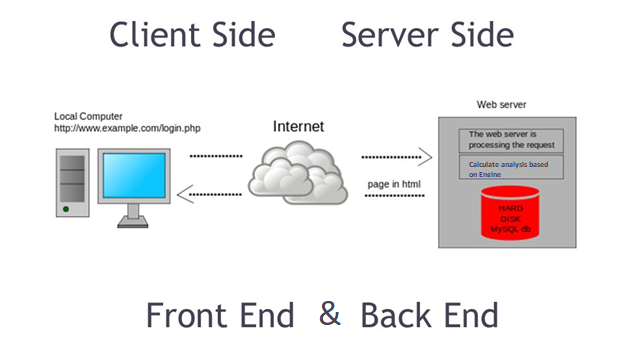 Client Side
Server Side
Local Computer
http://www.example.com/login.php
Internet
page in html
Web server
The web server is
processing the request
Calculate analysis based
on Enzine
HARD
DISK
MySQL db
Front End & Back End